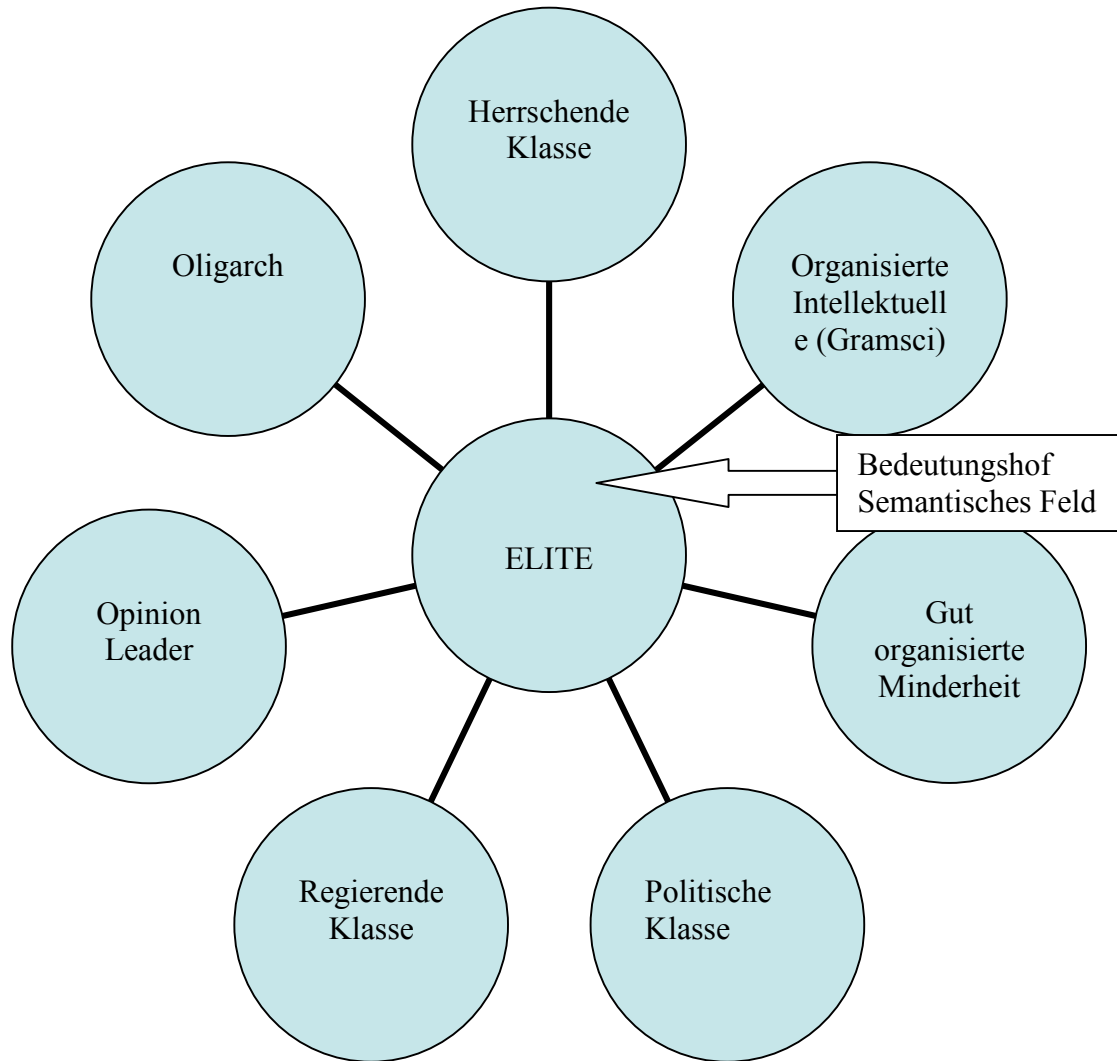 Herrschende
Klasse
Oligarch
Organisierte
Intellektuell
e (Gramsci)
Bedeutungshof
Semantisches Feld
ELITE
Opinion
Leader
Gut
organisierte
Minderheit
Regierende
Klasse
Politische
Klasse